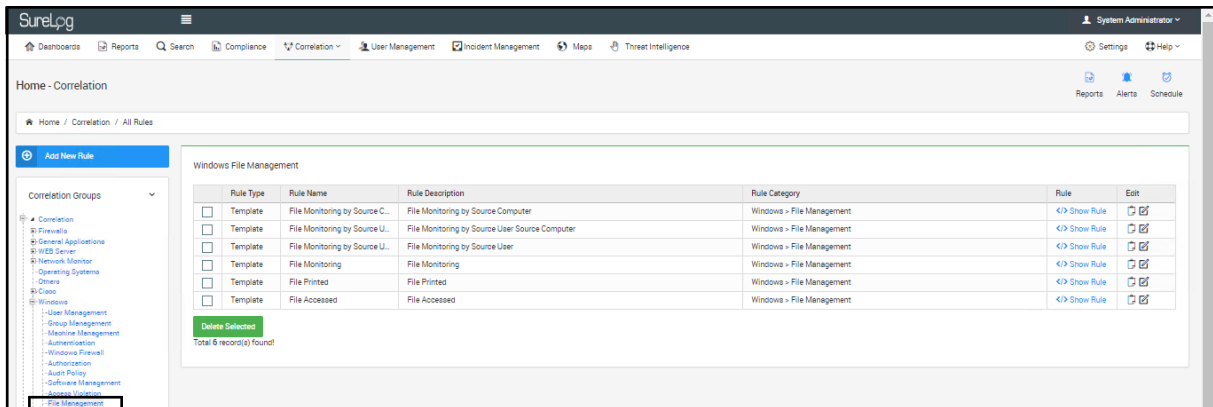 SureLog
System Administrator
Dashboards Reports Search Compliance Correlation User Management Incident Management Maps Threat Intelligence Settings Help
Home - Correlation
Reports Alerts Schedule
Home / Correlation / All Rules
Add New Rule
Windows File Management
Correlation Groups
Rule Type File Name Rule Description Rule Category Rule Edit
Template File Monitoring by Source C... File Monitoring by Source Computer Windows > File Management </> Show Rule
Template File Monitoring by Source U... File Monitoring by Source User Source Computer Windows > File Management </> Show Rule
Template File Monitoring by Source U... File Monitoring by Source User Windows > File Management </> Show Rule
Template File Monitoring File Monitoring Windows > File Management </> Show Rule
Template File Printed File Printed Windows > File Management </> Show Rule
Template File Accessed File Accessed Windows > File Management </> Show Rule
Delete Selected
Total 6 record(s) found!
Correlation
Firewalls
General Applications
WEB Server
Network Monitor
Operating Systems
Others
Cisco
Windows
User Management
Group Management
Machine Management
Authentication
Windows Firewall
Authorization
Audit Policy
Software Management
Access Violation
File Management